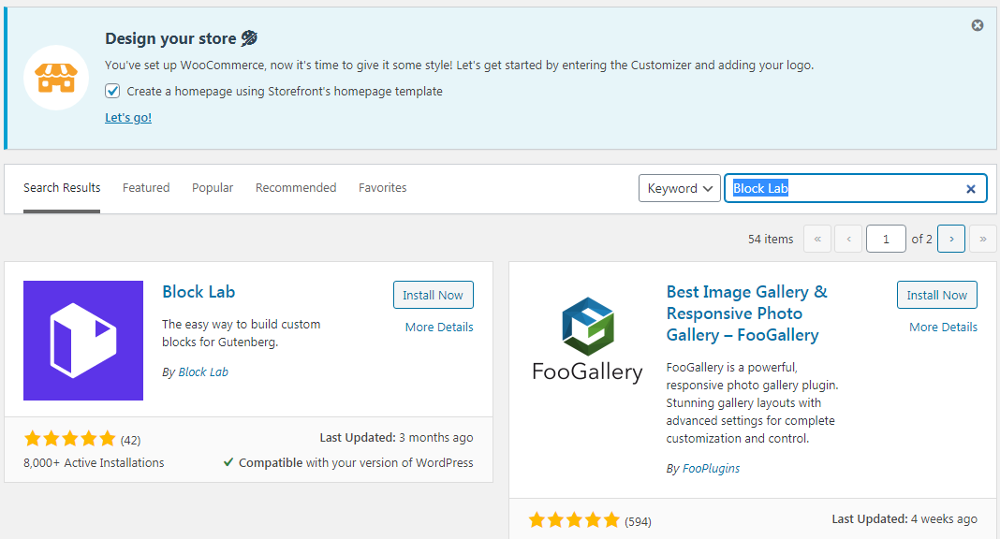 Design your store
You've set up WooCommerce, now it's time to give it some style! Let's get started by entering the Customizer and adding your logo.
Create a homepage using Storefront's homepage template
Let's go!
Search Results Featured Popular Recommended Favorites Keyword Block Lab
54 items « ‹ 1 of 2 › »
Block Lab
Install Now
The easy way to build custom
blocks for Gutenberg.
More Details
By Block Lab
(42)
Last Updated: 3 months ago
8,000+ Active Installations
Compatible with your version of WordPress
FooGallery
Best Image Gallery &
Responsive Photo
Gallery – FooGallery
Install Now
More Details
FooGallery is a powerful,
responsive photo gallery plugin.
Stunning gallery layouts with
advanced settings for complete
customization and control.
By FooPlugins
(594)
Last Updated: 4 weeks ago